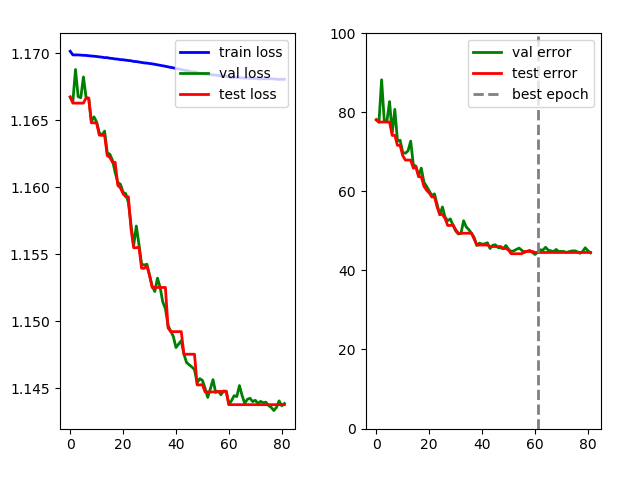 train loss
val loss
test loss
1.170
1.165
1.160
1.155
1.150
1.145
0 20 40 60 80
val error
test error
best epoch
100
80
60
40
20
0
0 20 40 60 80